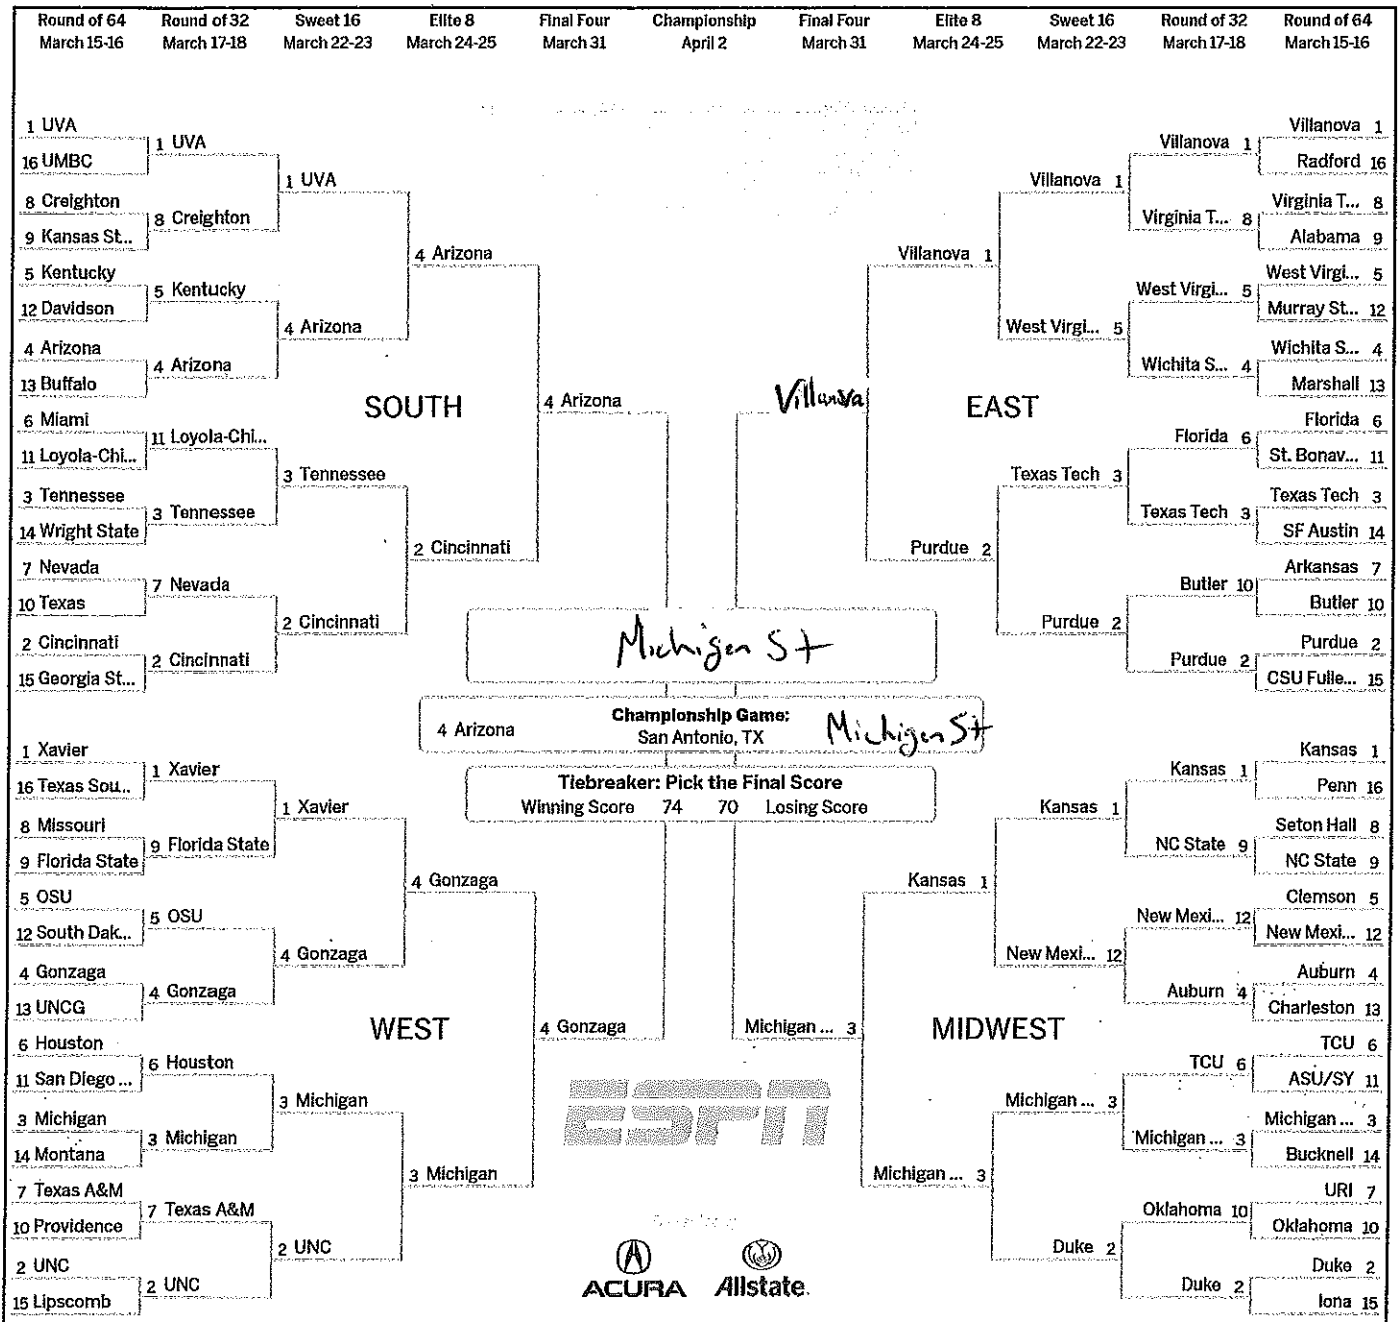 Round of 64 Round of 32 Sweet 16 Elite 8 Final Four Championship Final Four Elite 8 Sweet 16 Round of 32 Round of 64
March 15-16 March 17-18 March 22-23 March 24-25 March 31 April 2 March 31 March 24-25 March 22-23 March 17-18 March 15-16
1 UVA
16 UMBC
8 Creighton
9 Kansas St...
5 Kentucky
12 Davidson
4 Arizona
13 Buffalo
6 Miami
11 Loyola-Chi...
3 Tennessee
14 Wright State
7 Nevada
10 Texas
2 Cincinnati
15 Georgia St...
1 UVA
8 Creighton
5 Kentucky
4 Arizona
11 Loyola-Chi...
3 Tennessee
7 Nevada
2 Cincinnati
1 UVA
4 Arizona
3 Tennessee
2 Cincinnati
4 Arizona
2 Cincinnati
SOUTH
4 Arizona
Villanova
EAST
Villanova 1
Purdue 2
Villanova 1
West Virgi... 5
Texas Tech 3
Purdue 2
Villanova 1
Virginia T... 8
West Virgi... 5
Wichita S... 4
Florida 6
Texas Tech 3
Butler 10
Purdue 2
Villanova 1
Radford 16
Virginia T... 8
Alabama 9
West Virgi... 5
Murray St... 12
Wichita S... 4
Marshall 13
Florida 6
St. Bonav... 11
Texas Tech 3
SF Austin 14
Arkansas 7
Butler 10
Purdue 2
CSU Fulle... 15
Michigan St
4 Arizona
Championship Game:
San Antonio, TX
Michigan St
Tiebreaker: Pick the Final Score
Winning Score 74 70 Losing Score
1 Xavier
16 Texas Sou...
8 Missouri
9 Florida State
5 OSU
12 South Dak...
4 Gonzaga
13 UNCG
6 Houston
11 San Diego ...
3 Michigan
14 Montana
7 Texas A&M
10 Providence
2 UNC
15 Lipscomb
1 Xavier
9 Florida State
5 OSU
4 Gonzaga
6 Houston
3 Michigan
7 Texas A&M
2 UNC
1 Xavier
4 Gonzaga
3 Michigan
2 UNC
4 Gonzaga
3 Michigan
WEST
4 Gonzaga
Michigan ... 3
MIDWEST
Kansas 1
Michigan ... 3
Kansas 1
New Mexi... 12
Michigan ... 3
Duke 2
Kansas 1
NC State 9
New Mexi... 12
Auburn 4
TCU 6
Michigan ... 3
Oklahoma 10
Duke 2
Kansas 1
Penn 16
Seton Hall 8
NC State 9
Clemson 5
New Mexi... 12
Auburn 4
Charleston 13
TCU 6
ASU/SY 11
Michigan ... 3
Bucknell 14
URI 7
Oklahoma 10
Duke 2
Iona 15
ESPN
ACURA Allstate.